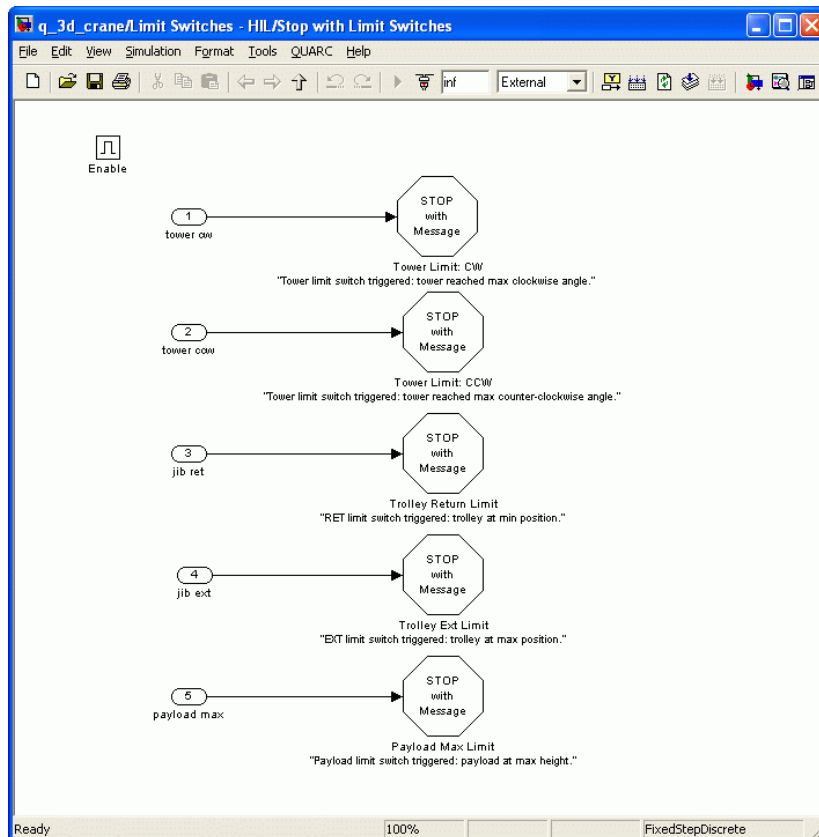 q_3d_crane/Limit Switches - HIL/Stop with Limit Switches
File Edit View Simulation Format Tools QUARC Help
inf External
Enable
1
tower cw
STOP
with
Message
Tower Limit: CW
"Tower limit switch triggered: tower reached max clockwise angle."
2
tower ccw
STOP
with
Message
Tower Limit: CCW
"Tower limit switch triggered: tower reached max counter-clockwise angle."
3
jib ret
STOP
with
Message
Trolley Return Limit
"RET limit switch triggered: trolley at min position."
4
jib ext
STOP
with
Message
Trolley Ext Limit
"EXT limit switch triggered: trolley at max position."
5
payload max
STOP
with
Message
Payload Max Limit
"Payload limit switch triggered: payload at max height."
Ready 100% FixedStepDiscrete